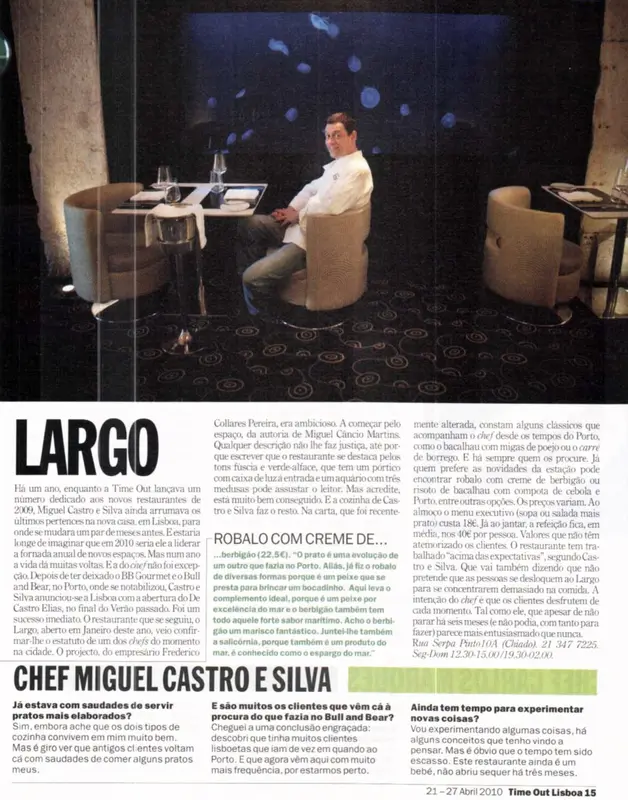 LARGO
Há um ano, enquanto a Time Out lançava um
número dedicado aos novos restaurantes de
2009, Miguel Castro e Silva ainda arrumava os
últimos pertences na nova casa, em Lisboa, para
onde se mudara um par de meses antes. E estaria
longe de imaginar que em 2010 seria ele a liderar
a fornada anual de novos espaços. Mas num ano
a vida dá muitas voltas. E a do chef não foi excep-
ção. Depois de ter deixado o BB Gourmet e o Bull
and Bear, no Porto, onde se notabilizou, Castro e
Silva anunciou-se a Lisboa com a abertura do De
Castro Elias, no final do Verão passado. Foi um
sucesso imediato. O restaurante que se seguiu, o
Largo, aberto em Janeiro deste ano, veio confir-
mar-lhe o estatuto de um dos chefs do momento
na cidade. O projecto, do empresário Frederico
Collares Pereira, era ambicioso. A começar pelo
espaço, da autoria de Miguel Câncio Martins.
Qualquer descrição não lhe faz justiça, até por-
que escrever que o restaurante se destaca pelos
tons fúscia e verde-alface, que tem um pórtico
com caixa de luz à entrada e um aquário com três
medusas pode assustar o leitor. Mas acredite,
está muito bem conseguido. E a cozinha de Cas-
tro e Silva faz o resto. Na carta, que foi recente-
ROBALO COM CREME DE...
...berbigão (22.5€). “O prato é uma evolução de
um outro que fazia no Porto. Aliás, já fiz o robalo
de diversas formas porque é um peixe que se
presta para brincar um bocadinho. Aqui leva o
complemento ideal, porque é um peixe por
excelência do mar e o berbigão também tem
todo aquele forte sabor marítimo. Acho o berbi-
gão um marisco fantástico. Juntei-lhe também
a salicórnia, porque também é um produto do
mar, é conhecido como o espargo do mar.”
mente alterada, constam alguns clássicos que
acompanham o chef desde os tempos do Porto,
como o bacalhau com migas de poejo ou o carré
de borrego. E há sempre quem os procure. Já
quem prefere as novidades da estação pode
encontrar robalo com creme de berbigão ou
risoto de bacalhau com compota de cebola e
Porto, entre outras opções. Os preços variam. Ao
almoço o menu executivo (sopa ou salada mais
prato) custa 18€. Já ao jantar, a refeição fica, em
média, nos 40€ por pessoa. Valores que não têm
atemorizado os clientes. O restaurante tem tra-
balhado “acima das expectativas”, segundo Cas-
tro e Silva. Que vai também dizendo que não
pretende que as pessoas se desloquem ao Largo
para se concentrarem demasiado na comida. A
intenção do chef é que os clientes desfrutem de
cada momento. Tal como ele, que apesar de não
parar há seis meses (e não podia, com tanto para
fazer) parece mais entusiasmado que nunca.
Rua Serpa Pinto 10A (Chiado). 21 347 7225.
Seg-Dom 12.30-15.00/19.30-02.00.
CHEF MIGUEL CASTRO E SILVA
Já estava com saudades de servir
pratos mais elaborados?
Sim, embora ache que os dois tipos de
cozinha convivem em mim muito bem.
Mas é giro ver que antigos clientes voltam
cá com saudades de comer alguns pratos
meus.
E são muitos os clientes que vêm cá à
procura do que fazia no Bull and Bear?
Cheguei a uma conclusão engraçada:
descobri que tinha muitos clientes
lisboetas que iam de vez em quando ao
Porto. E que agora vêm aqui com muito
mais frequência, por estarmos perto.
Ainda tem tempo para experimentar
novas coisas?
Vou experimentando algumas coisas, há
alguns conceitos que tenho vindo a
pensar. Mas é óbvio que o tempo tem sido
escasso. Este restaurante ainda é um
bebé, não abriu sequer há três meses.
21 – 27 Abril 2010 Time Out Lisboa 15